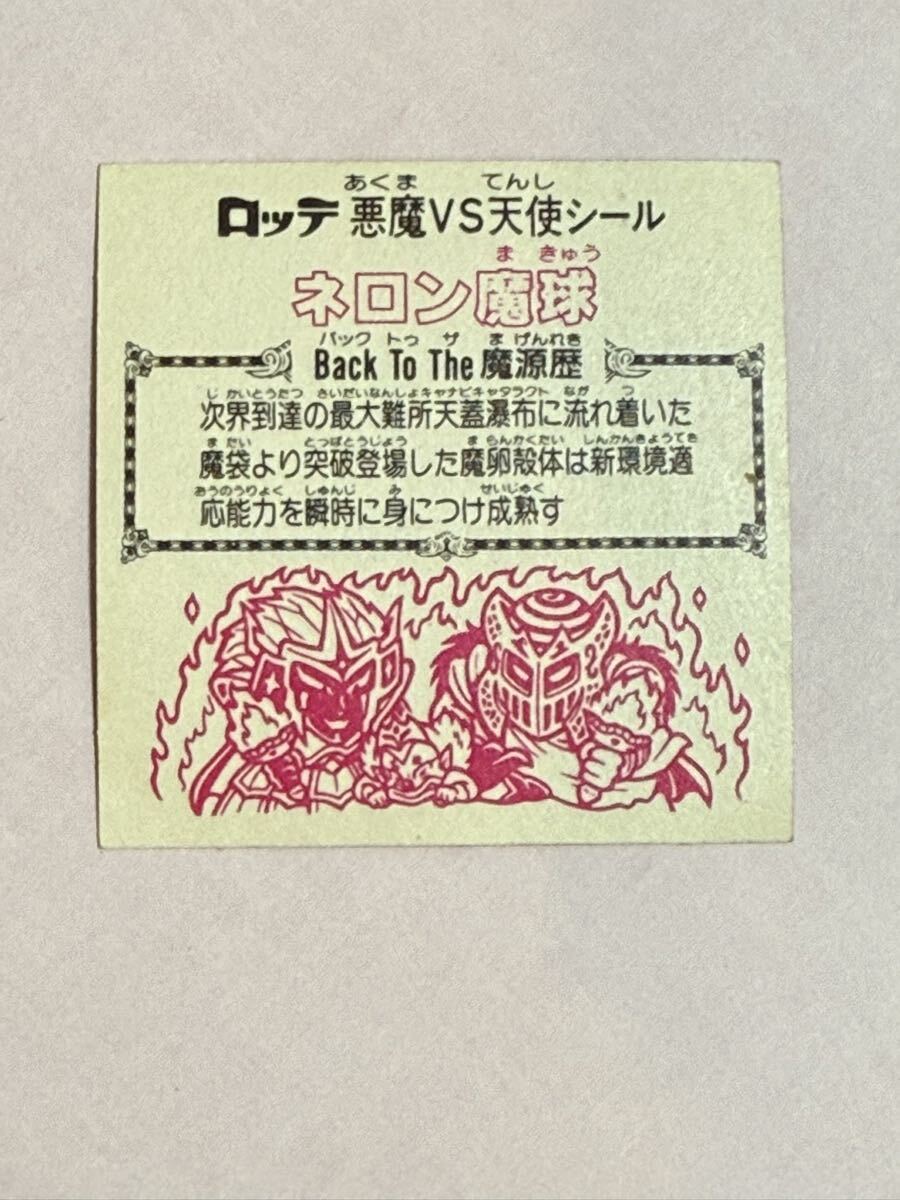 あくま てんし
ロッテ 悪魔VS天使シール
ま きゅう
ネロン魔球
バック トゥ ザ ま げんれき
Back To The 魔源歴
じ かいとうたつ さいだいなんしょキャナピキャタラクト なが つ
次界到達の最大難所天蓋瀑布に流れ着いた
ま たい とっぱとうじょう ま らんかくたい しんかんきょうてき
魔袋より突破登場した魔卵殻体は新環境適
おうのうりょく しゅんじ み せいじゅく
応能力を瞬時に身につけ成熟す